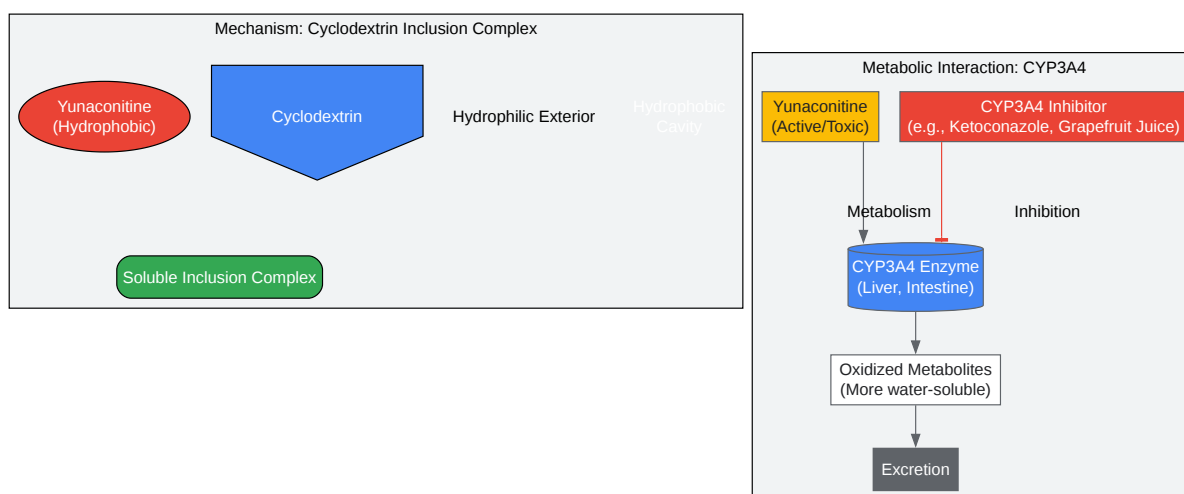 Mechanism: Cyclodextrin Inclusion Complex
Yunaconitine
(Hydrophobic)
Cyclodextrin
Hydrophilic Exterior
Hydrophobic
Cavity
Soluble Inclusion Complex
Metabolic Interaction: CYP3A4
Yunaconitine
(Active/Toxic)
CYP3A4 Inhibitor
(e.g., Ketoconazole, Grapefruit Juice)
Metabolism
Inhibition
CYP3A4 Enzyme
(Liver, Intestine)
Oxidized Metabolites
(More water-soluble)
Excretion